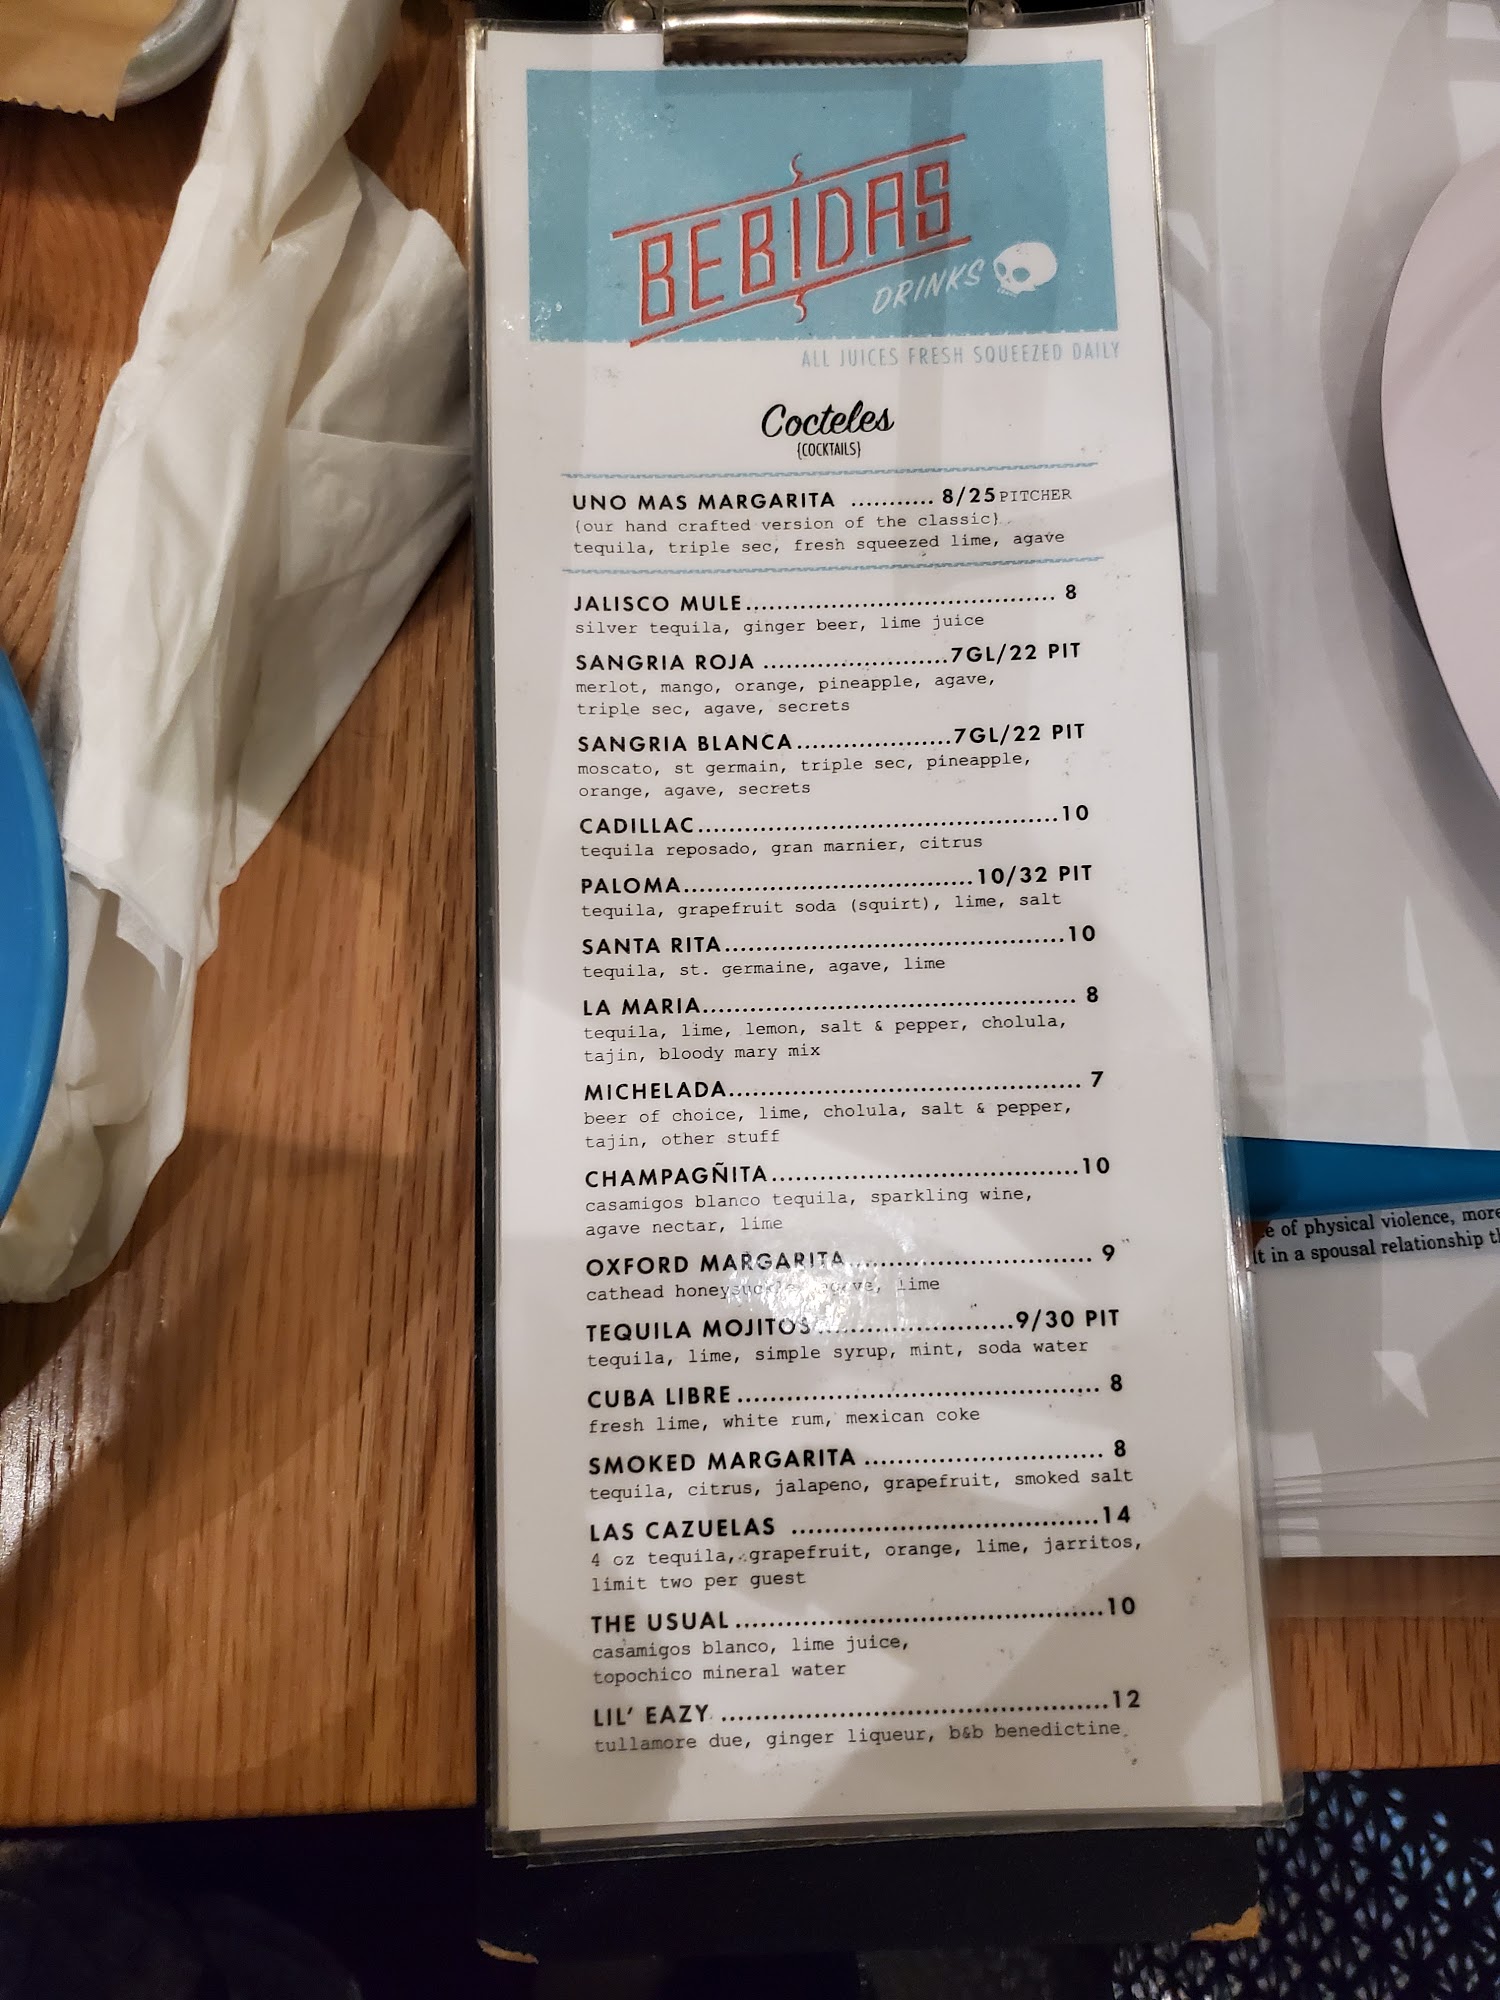 BEBIDAS
DRINKS
ALL JUICES FRESH SQUEEZED DAILY
Cocteles
{COCKTAILS}
UNO MAS MARGARITA ........... 8/25 PITCHER
{our hand crafted version of the classic}
tequila, triple sec, fresh squeezed lime, agave
JALISCO MULE........................................ 8
silver tequila, ginger beer, lime juice
SANGRIA ROJA ........................7GL/22 PIT
merlot, mango, orange, pineapple, agave,
triple sec, agave, secrets
SANGRIA BLANCA....................7GL/22 PIT
moscato, st germain, triple sec, pineapple,
orange, agave, secrets
CADILLAC...............................................10
tequila reposado, gran marnier, citrus
PALOMA.....................................10/32 PIT
tequila, grapefruit soda (squirt), lime, salt
SANTA RITA............................................10
tequila, st. germaine, agave, lime
LA MARIA................................................ 8
tequila, lime, lemon, salt & pepper, cholula,
tajin, bloody mary mix
MICHELADA.............................................. 7
beer of choice, lime, cholula, salt & pepper,
tajin, other stuff
CHAMPAGÑITA........................................10
casamigos blanco tequila, sparkling wine,
agave nectar, lime
OXFORD MARGARITA................................ 9
cathead honeysuckle, agave, lime
TEQUILA MOJITOS..........................9/30 PIT
tequila, lime, simple syrup, mint, soda water
CUBA LIBRE............................................... 8
fresh lime, white rum, mexican coke
SMOKED MARGARITA ............................... 8
tequila, citrus, jalapeno, grapefruit, smoked salt
LAS CAZUELAS ........................................14
4 oz tequila, grapefruit, orange, lime, jarritos,
limit two per guest
THE USUAL................................................10
casamigos blanco, lime juice,
topochico mineral water
LIL' EAZY ..................................................12
tullamore due, ginger liqueur, b&b benedictine
of physical violence, more
in a spousal relationship